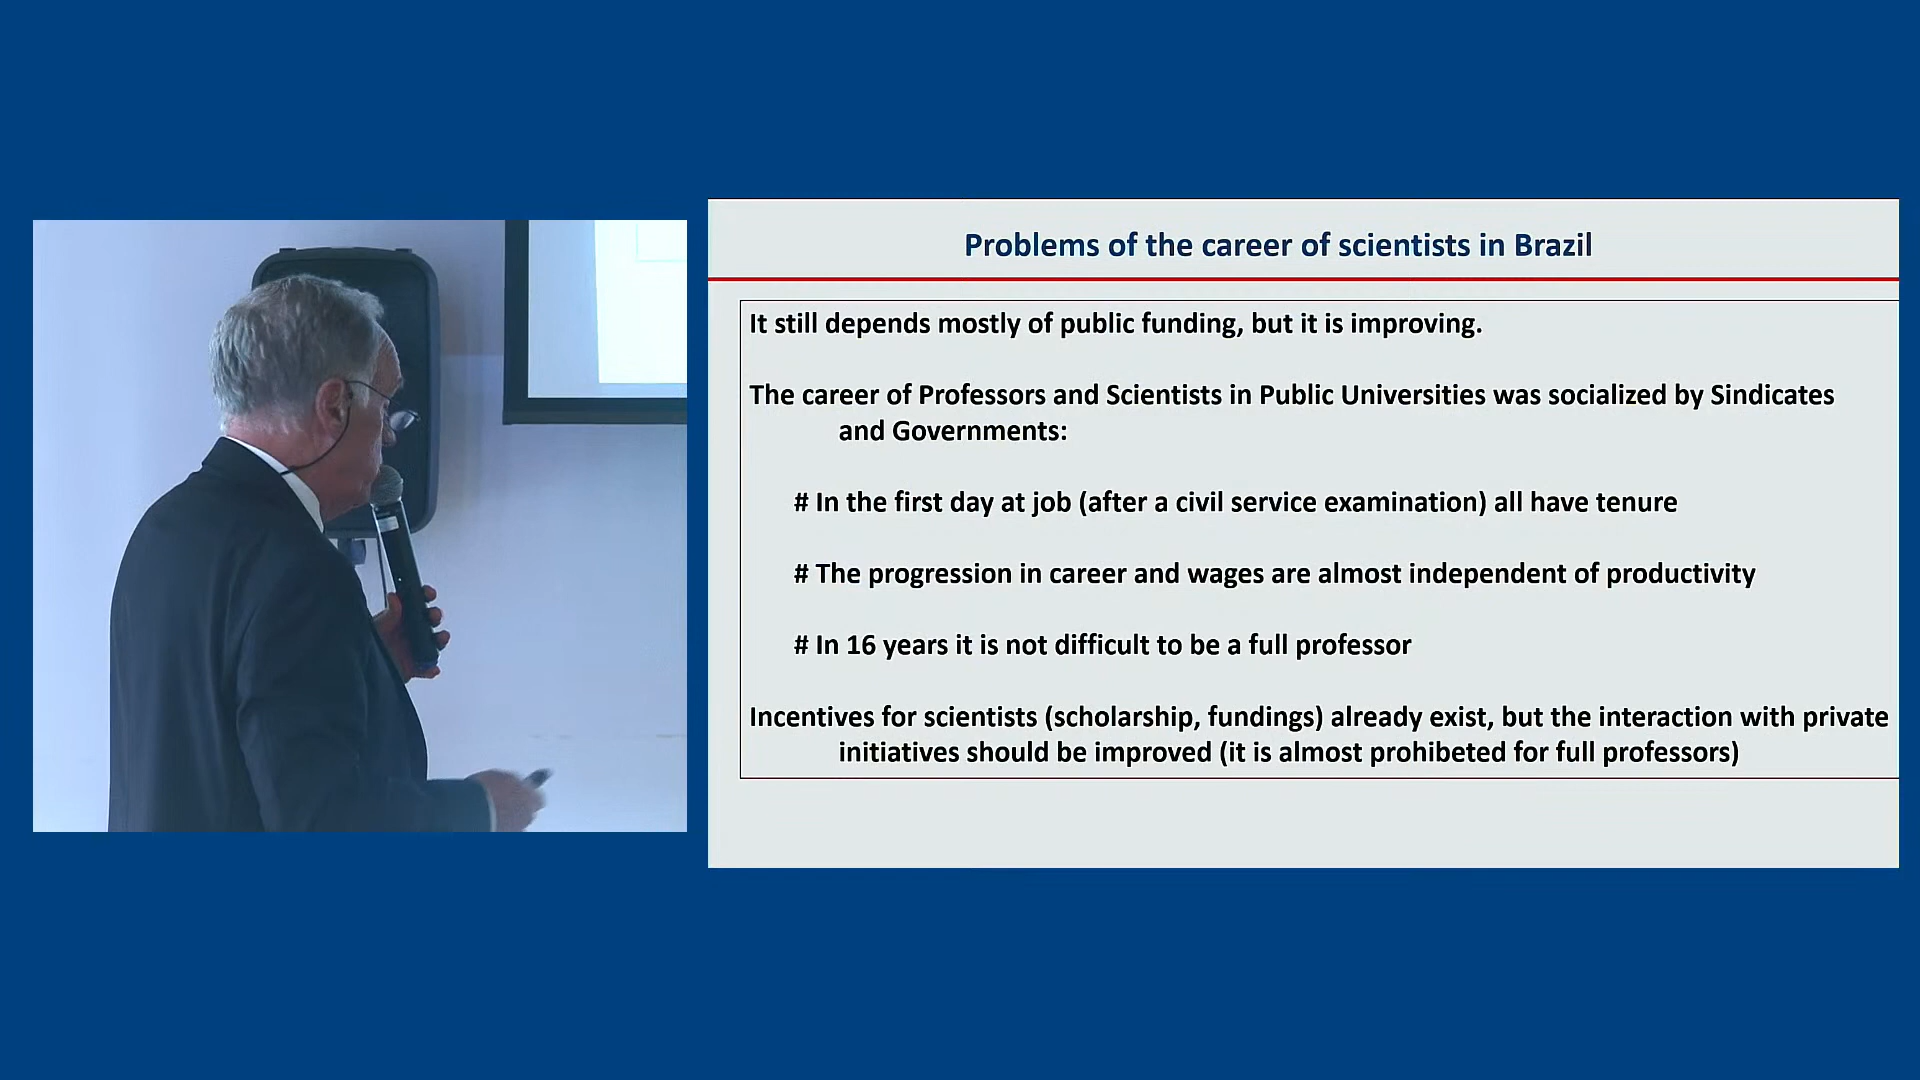 Problems of the career of scientists in Brazil
It still depends mostly of public funding, but it is improving.
The career of Professors and Scientists in Public Universities was socialized by Sindicates
and Governments:
# In the first day at job (after a civil service examination) all have tenure
# The progression in career and wages are almost independent of productivity
# In 16 years it is not difficult to be a full professor
Incentives for scientists (scholarship, fundings) already exist, but the interaction with private
initiatives should be improved (it is almost prohibeted for full professors)